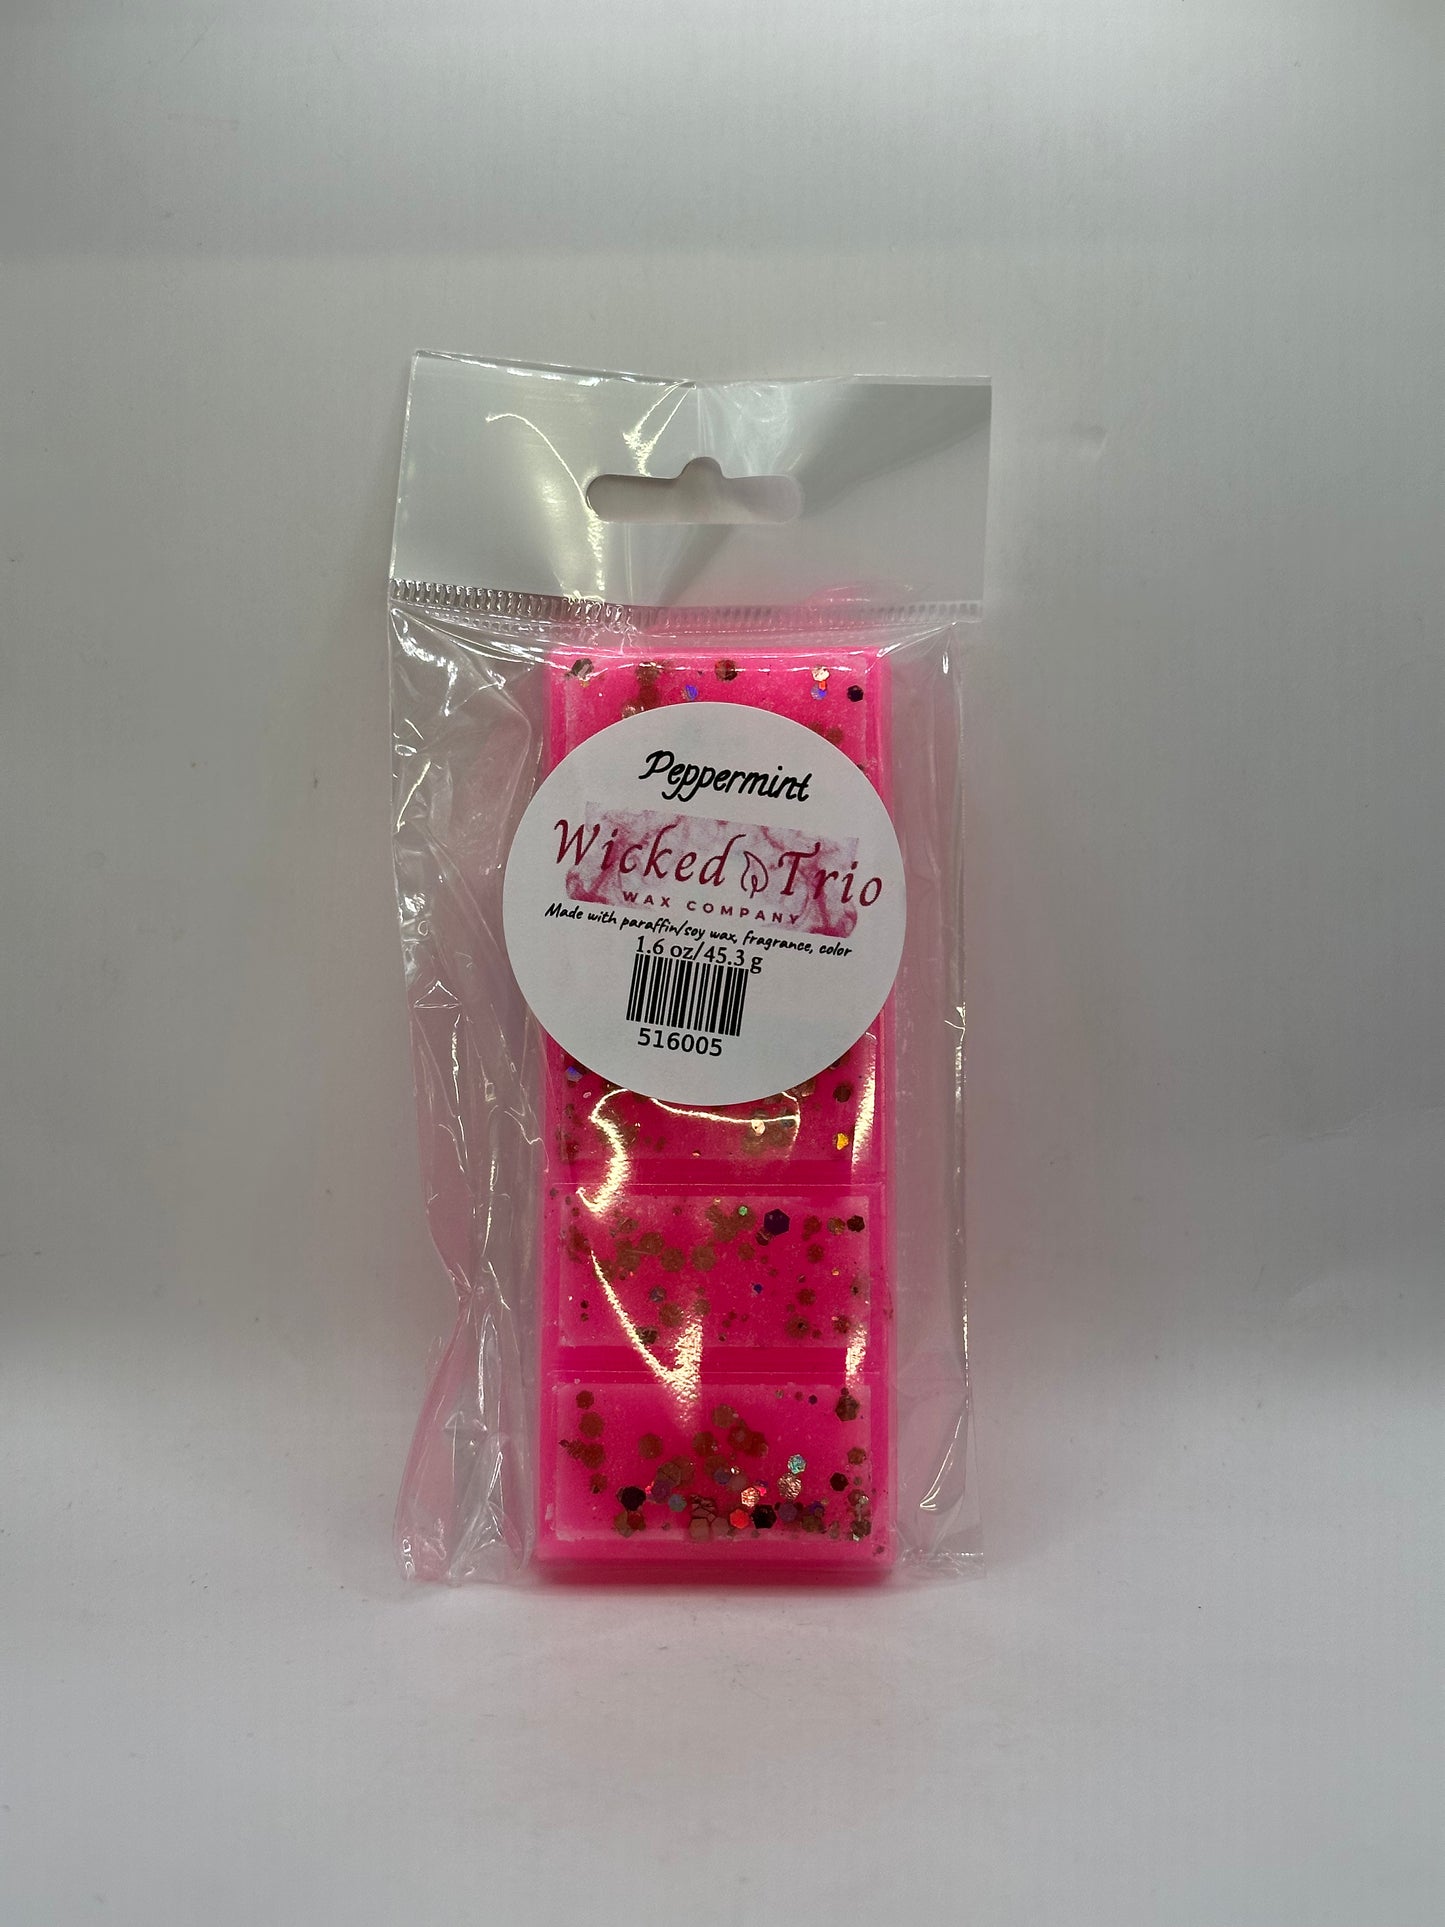 Peppermint
Wicked Trio
WAX COMPANY
Made with paraffin/soy wax, fragrance, color
1.6 oz/45.3 g
516005